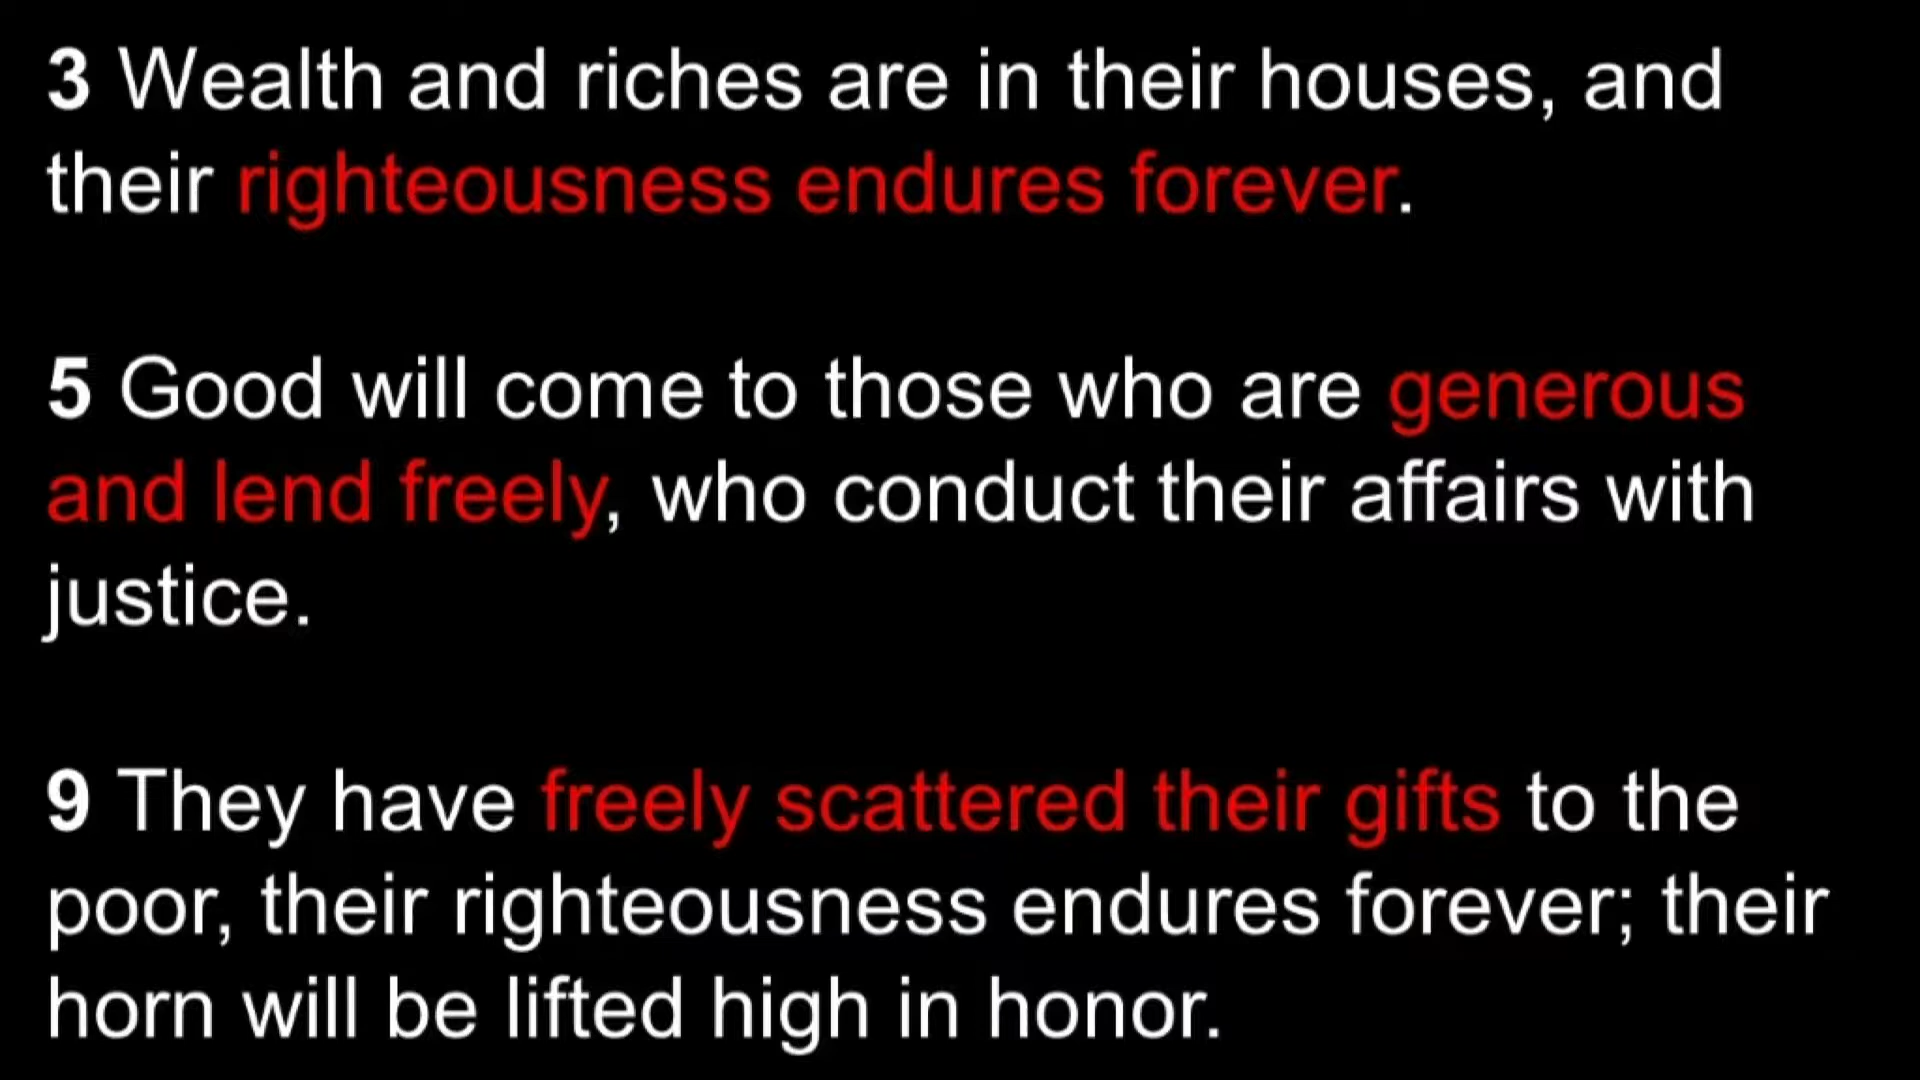 3 Wealth and riches are in their houses, and
their righteousness endures forever.
5 Good will come to those who are generous
and lend freely, who conduct their affairs with
justice.
9 They have freely scattered their gifts to the
poor, their righteousness endures forever; their
horn will be lifted high in honor.